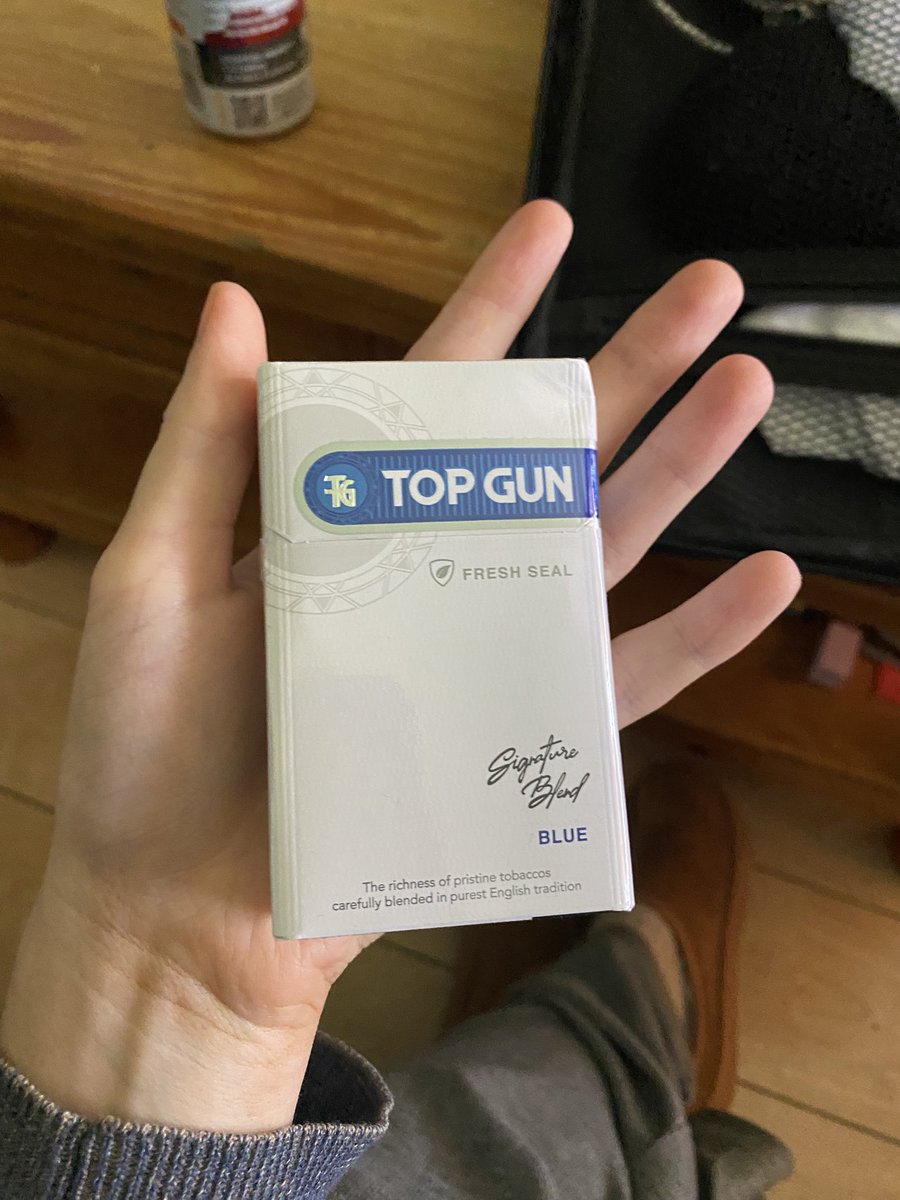 TG TOP GUN
FRESH SEAL
Signature
Blend
BLUE
The richness of pristine tobaccos
carefully blended in purest English tradition